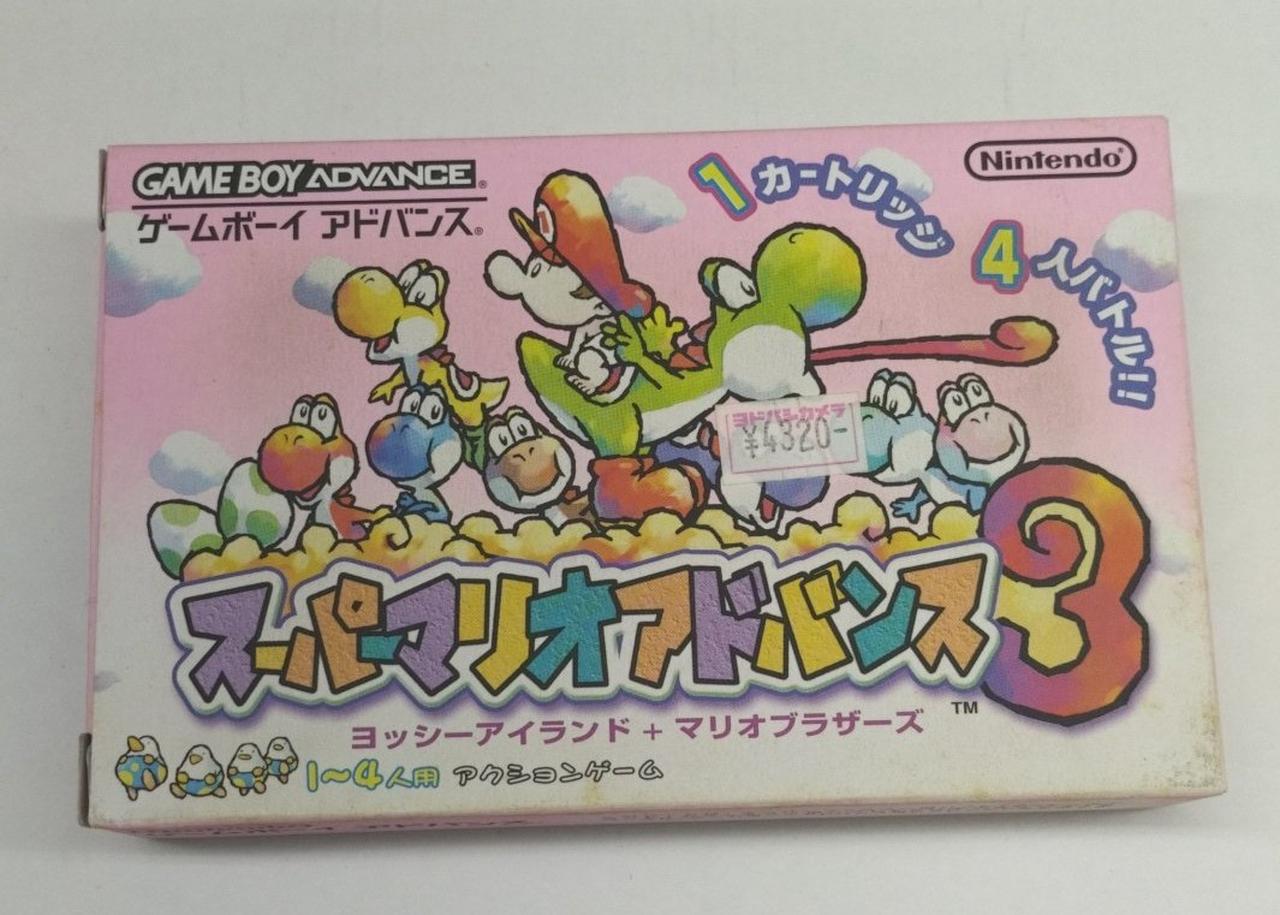 GAME BOY ADVANCE®
ゲームボーイ アドバンス®
1カートリッジ
4人バトル!!
Nintendo®
ヨドバシカメラ
¥4320-
スーパーマリオアドバンス3
TM
ヨッシーアイランド + マリオブラザーズ
1~4人用 アクションゲーム